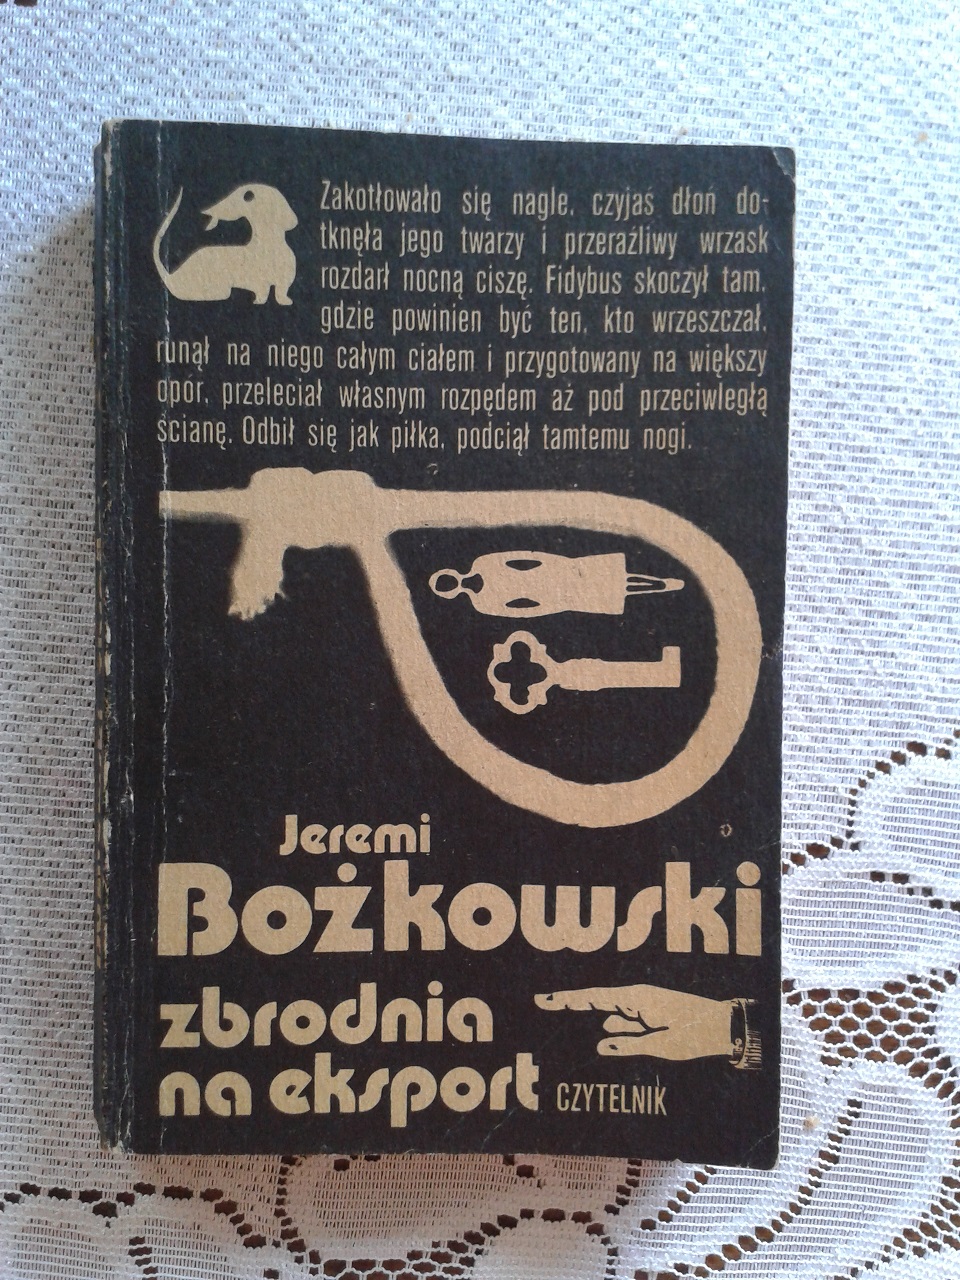 Zakotłowało się nagle, czyjaś dłoń do-
tknęła jego twarzy i przeraźliwy wrzask
rozdarł nocną ciszę. Fidybus skoczył tam,
gdzie powinien być ten, kto wrzeszczał,
runął na niego całym ciałem i przygotowany na większy
opór, przeleciał własnym rozpędem aż pod przeciwległą
ścianę. Odbił się jak piłka, podciął tamtemu nogi.
Jeremi
Bożkowski
zbrodnia
na eksport CZYTELNIK